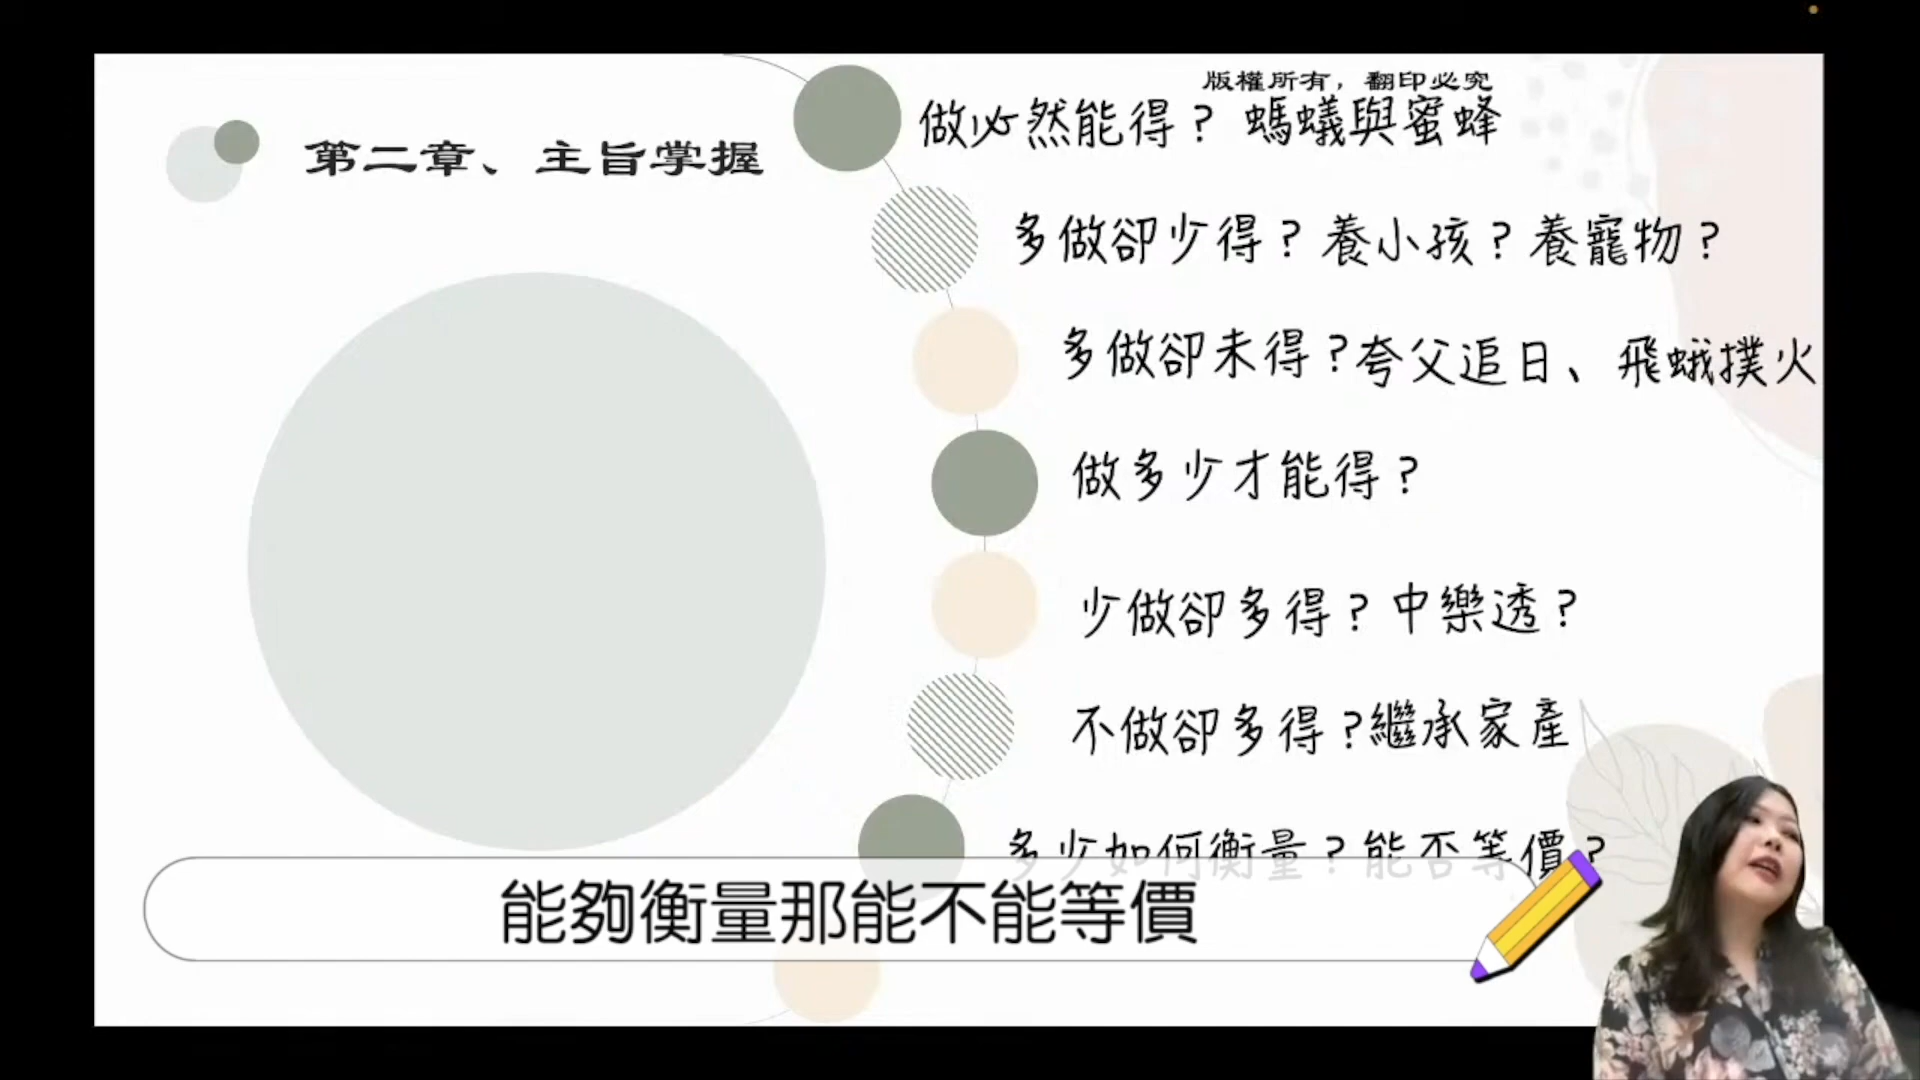 版權所有，翻印必究
第二章、主旨掌握
做必然能得？ 螞蟻與蜜蜂
多做卻少得？養小孩？養寵物？
多做卻未得？夸父追日、飛蛾撲火
做多少才能得？
少做卻多得？中樂透？
不做卻多得？繼承家產
多少如何衡量？能否等價？
能夠衡量那能不能等價